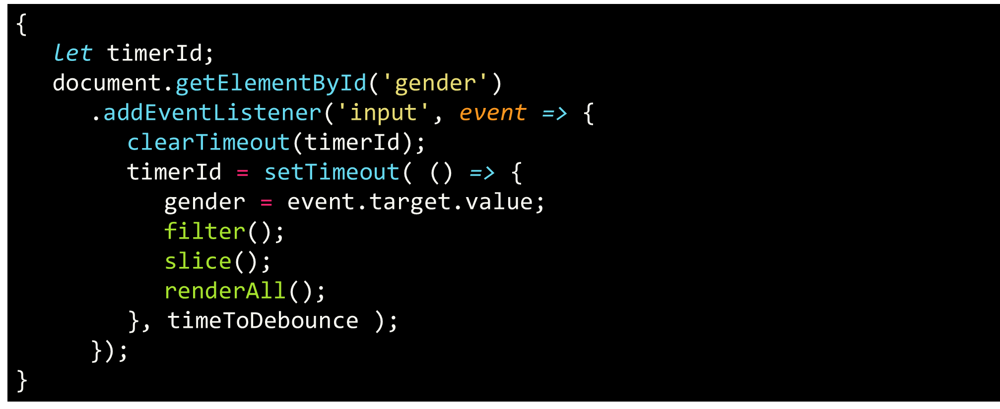 {
   let timerId;
   document.getElementById('gender')
      .addEventListener('input', event => {
         clearTimeout(timerId);
         timerId = setTimeout( () => {
            gender = event.target.value;
            filter();
            slice();
            renderAll();
         }, timeToDebounce );
      });
}